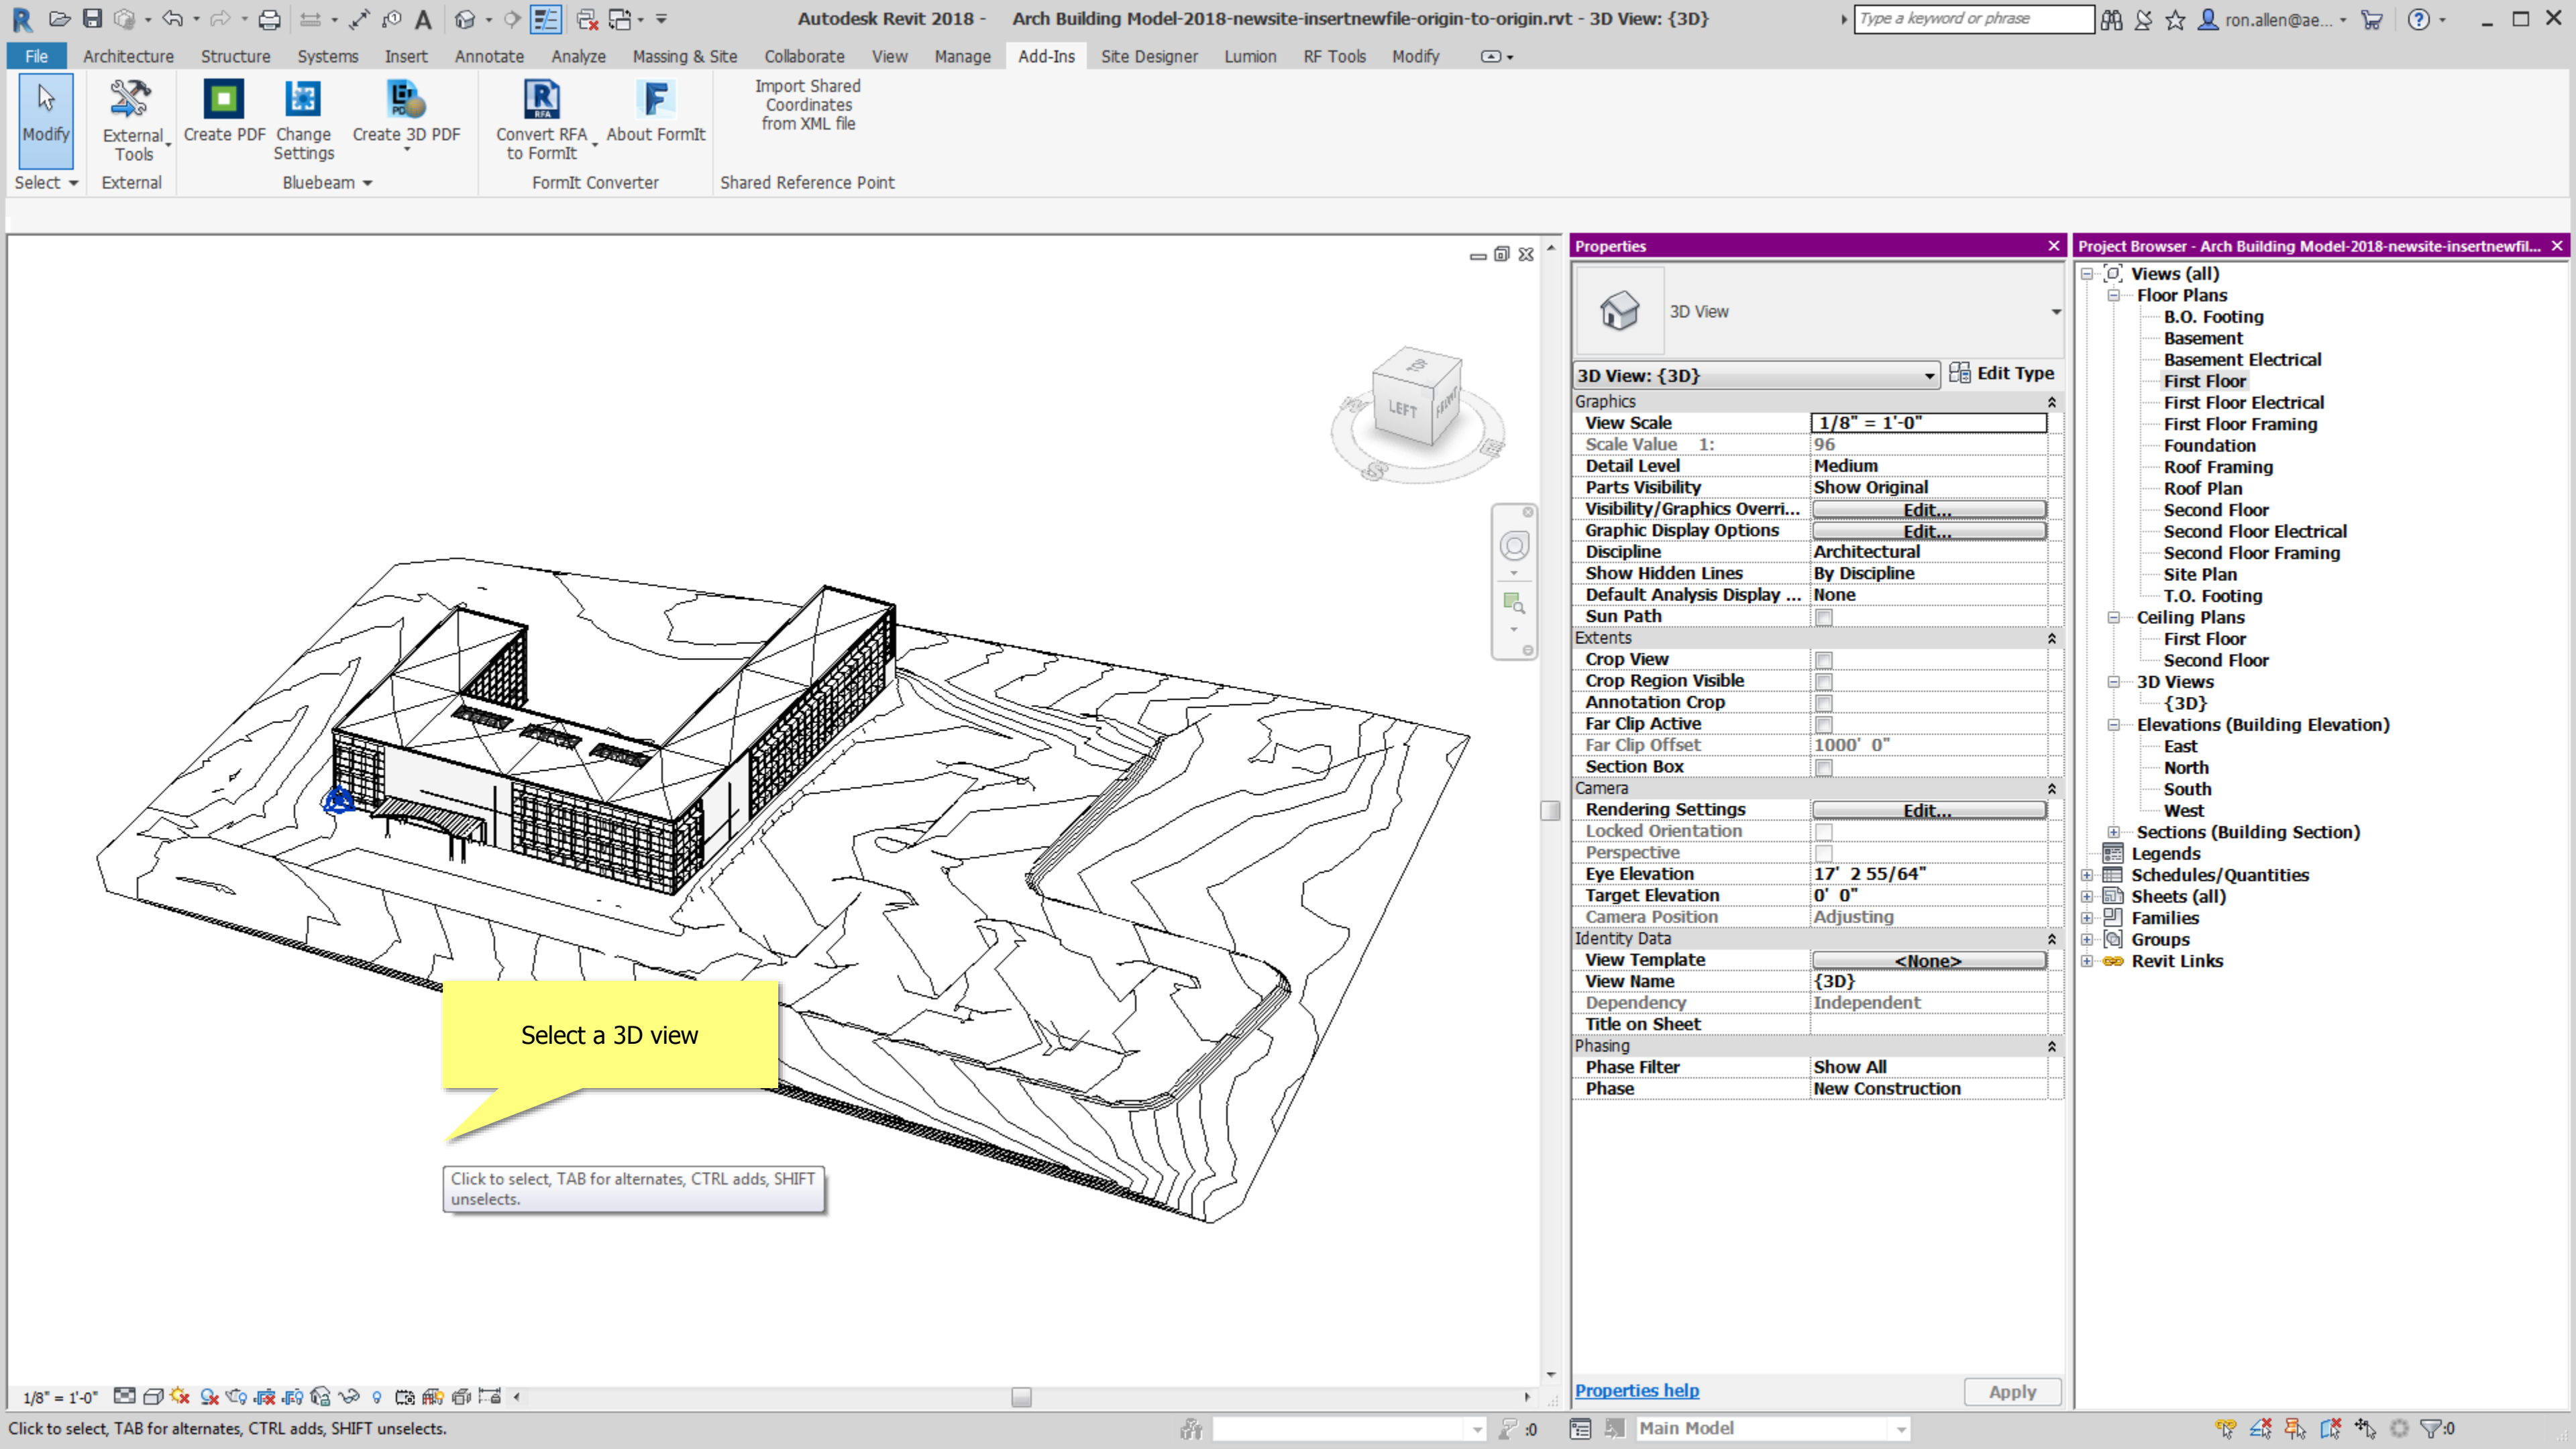 Autodesk Revit 2018 - Arch Building Model-2018-newsite-insertnewfile-origin-to-origin.rvt - 3D View: {3D}
Type a keyword or phrase
ron.allen@ae...
File Architecture Structure Systems Insert Annotate Analyze Massing & Site Collaborate View Manage Add-Ins Site Designer Lumion RF Tools Modify
Modify
External Tools
Create PDF
Change Settings
Create 3D PDF
Convert RFA to FormIt
About FormIt
Import Shared Coordinates from XML file
Select
External
Bluebeam
FormIt Converter
Shared Reference Point
LEFT
FRONT
S
E
Select a 3D view
Click to select, TAB for alternates, CTRL adds, SHIFT
unselects.
Properties
3D View
3D View: {3D}
Edit Type
Graphics
View Scale 1/8" = 1'-0"
Scale Value 1: 96
Detail Level Medium
Parts Visibility Show Original
Visibility/Graphics Overri... Edit...
Graphic Display Options Edit...
Discipline Architectural
Show Hidden Lines By Discipline
Default Analysis Display ... None
Sun Path
Extents
Crop View
Crop Region Visible
Annotation Crop
Far Clip Active
Far Clip Offset 1000' 0"
Section Box
Camera
Rendering Settings Edit...
Locked Orientation
Perspective
Eye Elevation 17' 2 55/64"
Target Elevation 0' 0"
Camera Position Adjusting
Identity Data
View Template <None>
View Name {3D}
Dependency Independent
Title on Sheet
Phasing
Phase Filter Show All
Phase New Construction
Properties help
Apply
Project Browser - Arch Building Model-2018-newsite-insertnewfil...
Views (all)
Floor Plans
B.O. Footing
Basement
Basement Electrical
First Floor
First Floor Electrical
First Floor Framing
Foundation
Roof Framing
Roof Plan
Second Floor
Second Floor Electrical
Second Floor Framing
Site Plan
T.O. Footing
Ceiling Plans
First Floor
Second Floor
3D Views
{3D}
Elevations (Building Elevation)
East
North
South
West
Sections (Building Section)
Legends
Schedules/Quantities
Sheets (all)
Families
Groups
Revit Links
1/8" = 1'-0"
Click to select, TAB for alternates, CTRL adds, SHIFT unselects.
:0
Main Model
:0